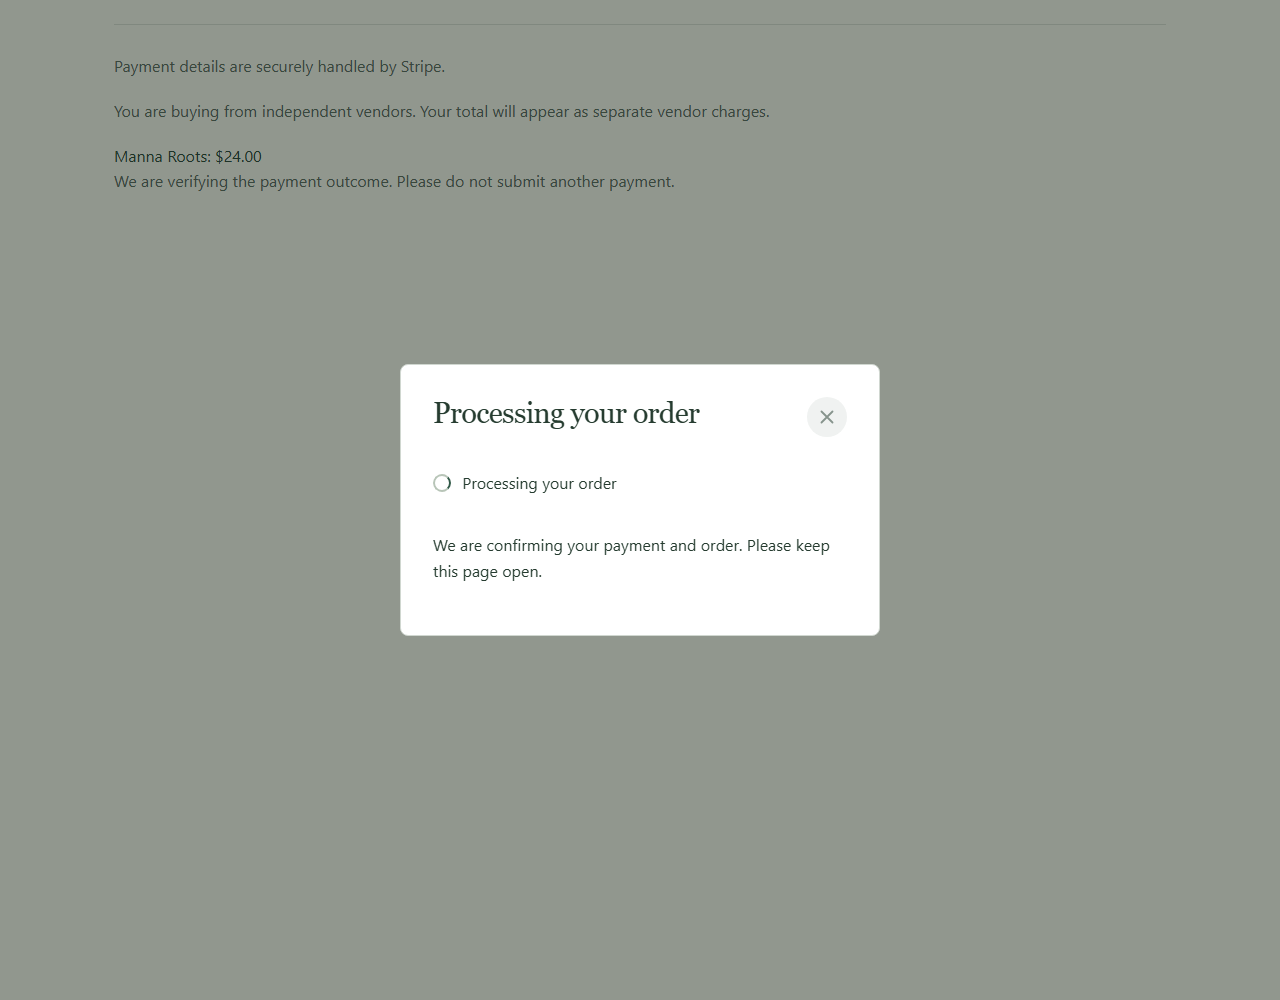 Payment details are securely handled by Stripe.
You are buying from independent vendors. Your total will appear as separate vendor charges.
Manna Roots: $24.00
We are verifying the payment outcome. Please do not submit another payment.
Processing your order
Processing your order
We are confirming your payment and order. Please keep
this page open.